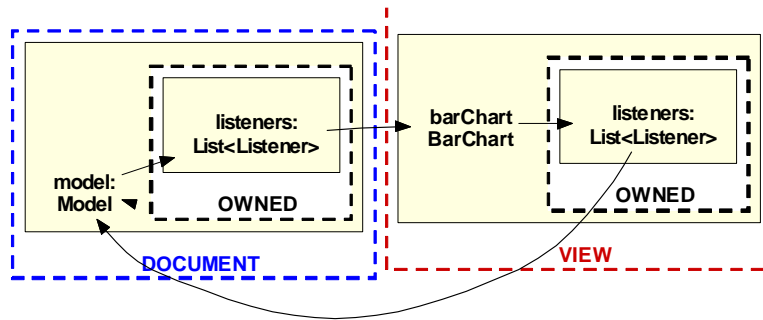 listeners:
List<Listener>
model:
Model
OWNED
DOCUMENT
barChart
BarChart
listeners:
List<Listener>
OWNED
VIEW